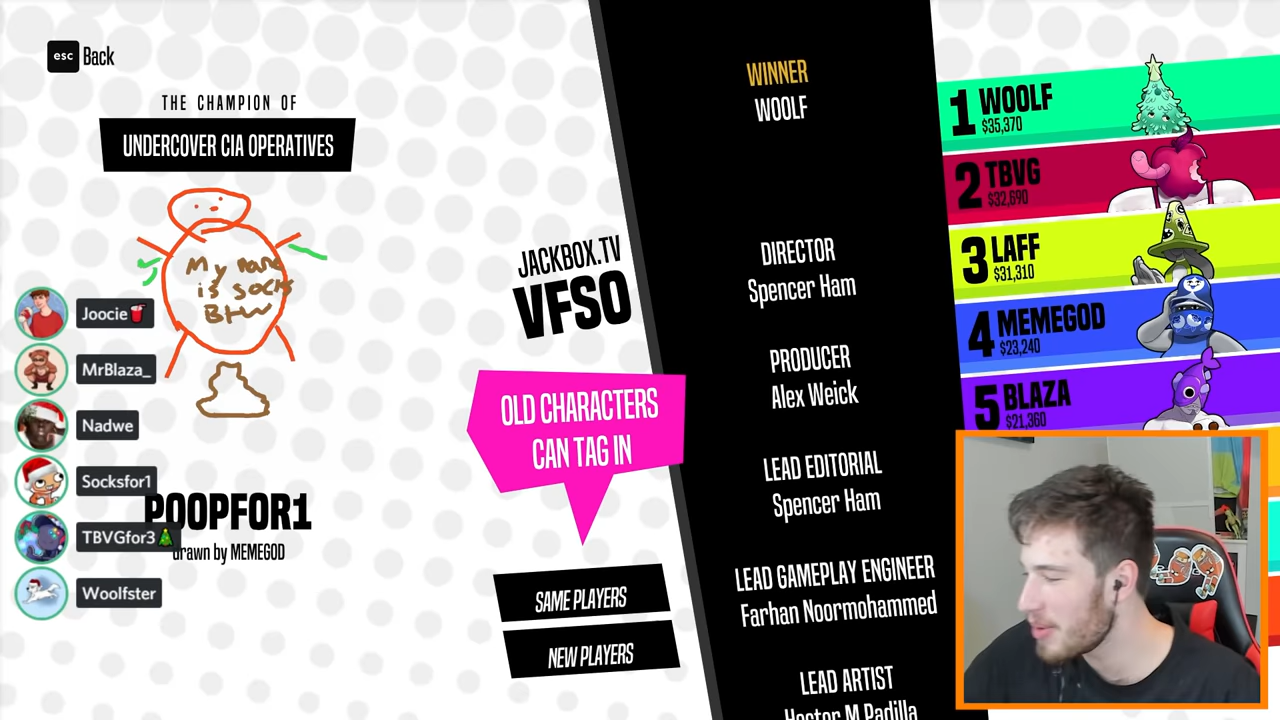 esc Back
THE CHAMPION OF
UNDERCOVER CIA OPERATIVES
My name
is socks
Btw
Joocie
MrBlaza_
Nadwe
Socksfor1
TBVGfor3
Woolfster
POOPFOR1
drawn by MEMEGOD
JACKBOX.TV
VFSO
OLD CHARACTERS
CAN TAG IN
SAME PLAYERS
NEW PLAYERS
WINNER
WOOLF
DIRECTOR
Spencer Ham
PRODUCER
Alex Weick
LEAD EDITORIAL
Spencer Ham
LEAD GAMEPLAY ENGINEER
Farhan Noormohammed
LEAD ARTIST
Hector M Padilla
1 WOOLF
$35,370
2 TBVG
$32,690
3 LAFF
$31,310
4 MEMEGOD
$23,240
5 BLAZA
$21,360